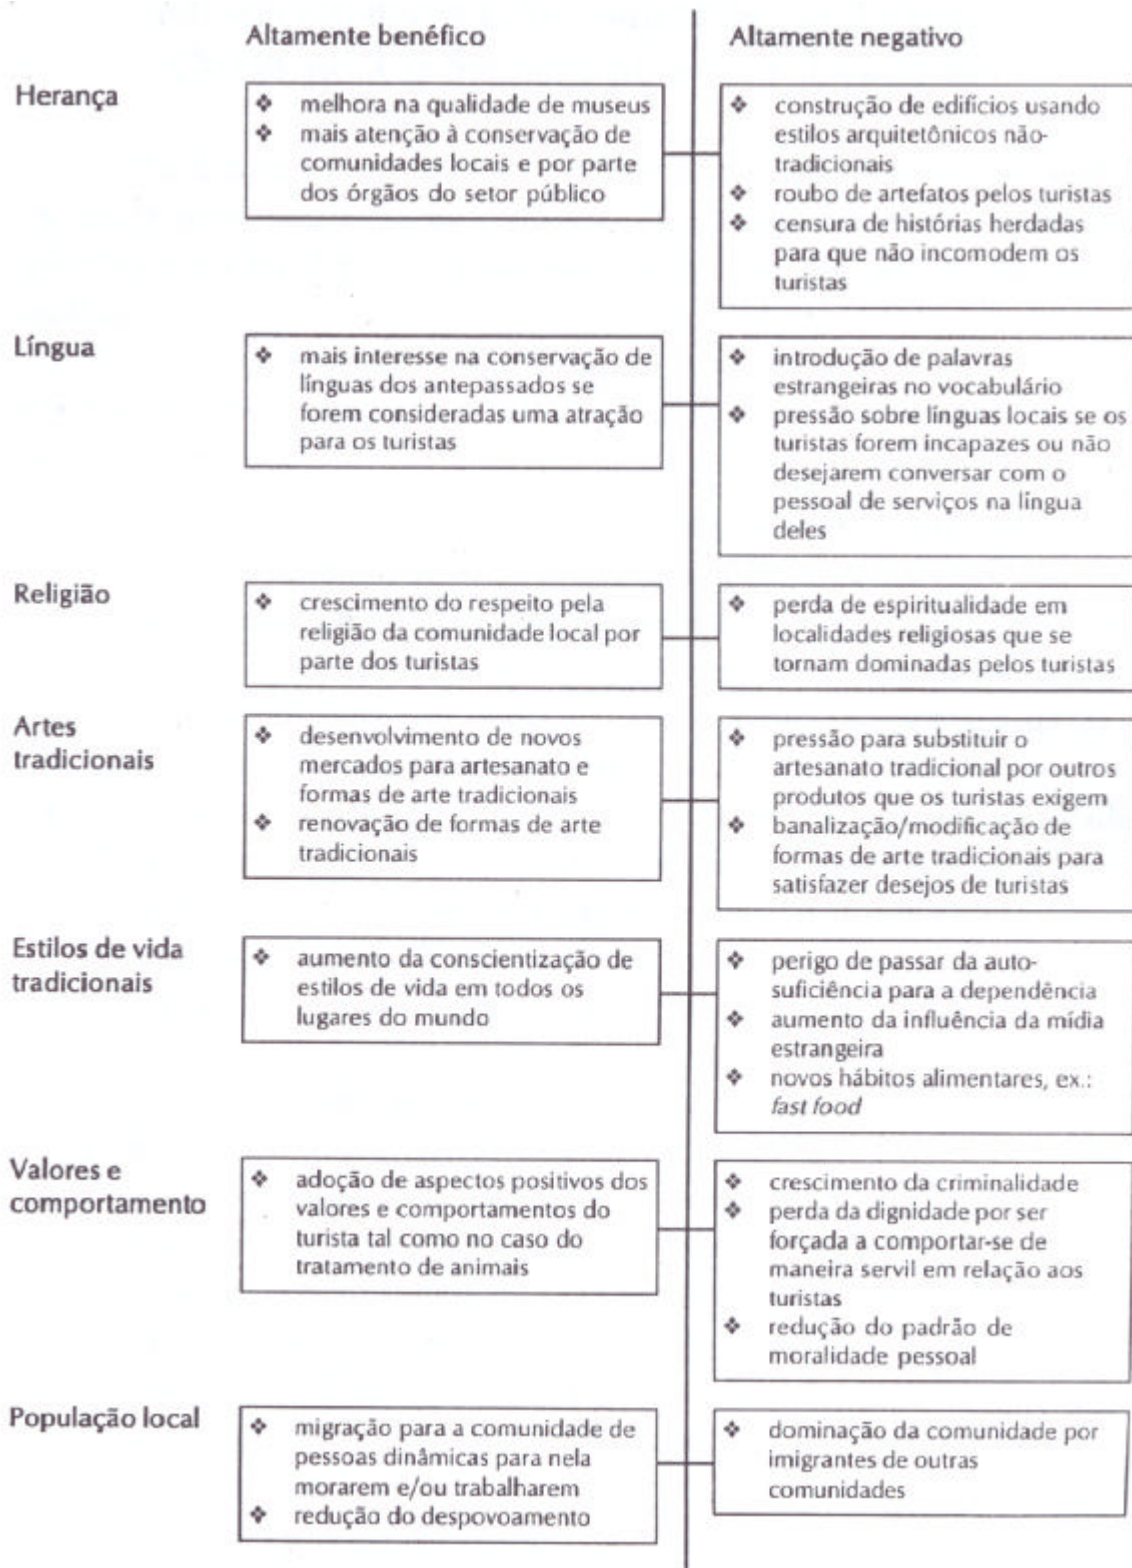 Altamente benéfico
Altamente negativo
Herança
❖ melhora na qualidade de museus
❖ mais atenção à conservação de
comunidades locais e por parte
dos órgãos do setor público
❖ construção de edifícios usando
estilos arquitetônicos não-
tradicionais
❖ roubo de artefatos pelos turistas
❖ censura de histórias herdadas
para que não incomodem os
turistas
Língua
❖ mais interesse na conservação de
línguas dos antepassados se
forem consideradas uma atração
para os turistas
❖ introdução de palavras
estrangeiras no vocabulário
❖ pressão sobre línguas locais se os
turistas forem incapazes ou não
desejarem conversar com o
pessoal de serviços na língua
deles
Religião
❖ crescimento do respeito pela
religião da comunidade local por
parte dos turistas
❖ perda de espiritualidade em
localidades religiosas que se
tornam dominadas pelos turistas
Artes
tradicionais
❖ desenvolvimento de novos
mercados para artesanato e
formas de arte tradicionais
❖ renovação de formas de arte
tradicionais
❖ pressão para substituir o
artesanato tradicional por outros
produtos que os turistas exigem
❖ banalização/modificação de
formas de arte tradicionais para
satisfazer desejos de turistas
Estilos de vida
tradicionais
❖ aumento da conscientização de
estilos de vida em todos os
lugares do mundo
❖ perigo de passar da auto-
suficiência para a dependência
❖ aumento da influência da mídia
estrangeira
❖ novos hábitos alimentares, ex.:
fast food
Valores e
comportamento
❖ adoção de aspectos positivos dos
valores e comportamentos do
turista tal como no caso do
tratamento de animais
❖ crescimento da criminalidade
❖ perda da dignidade por ser
forçada a comportar-se de
maneira servil em relação aos
turistas
❖ redução do padrão de
moralidade pessoal
População local
❖ migração para a comunidade de
pessoas dinâmicas para nela
morarem e/ou trabalharem
❖ redução do despovoamento
❖ dominação da comunidade por
imigrantes de outras
comunidades